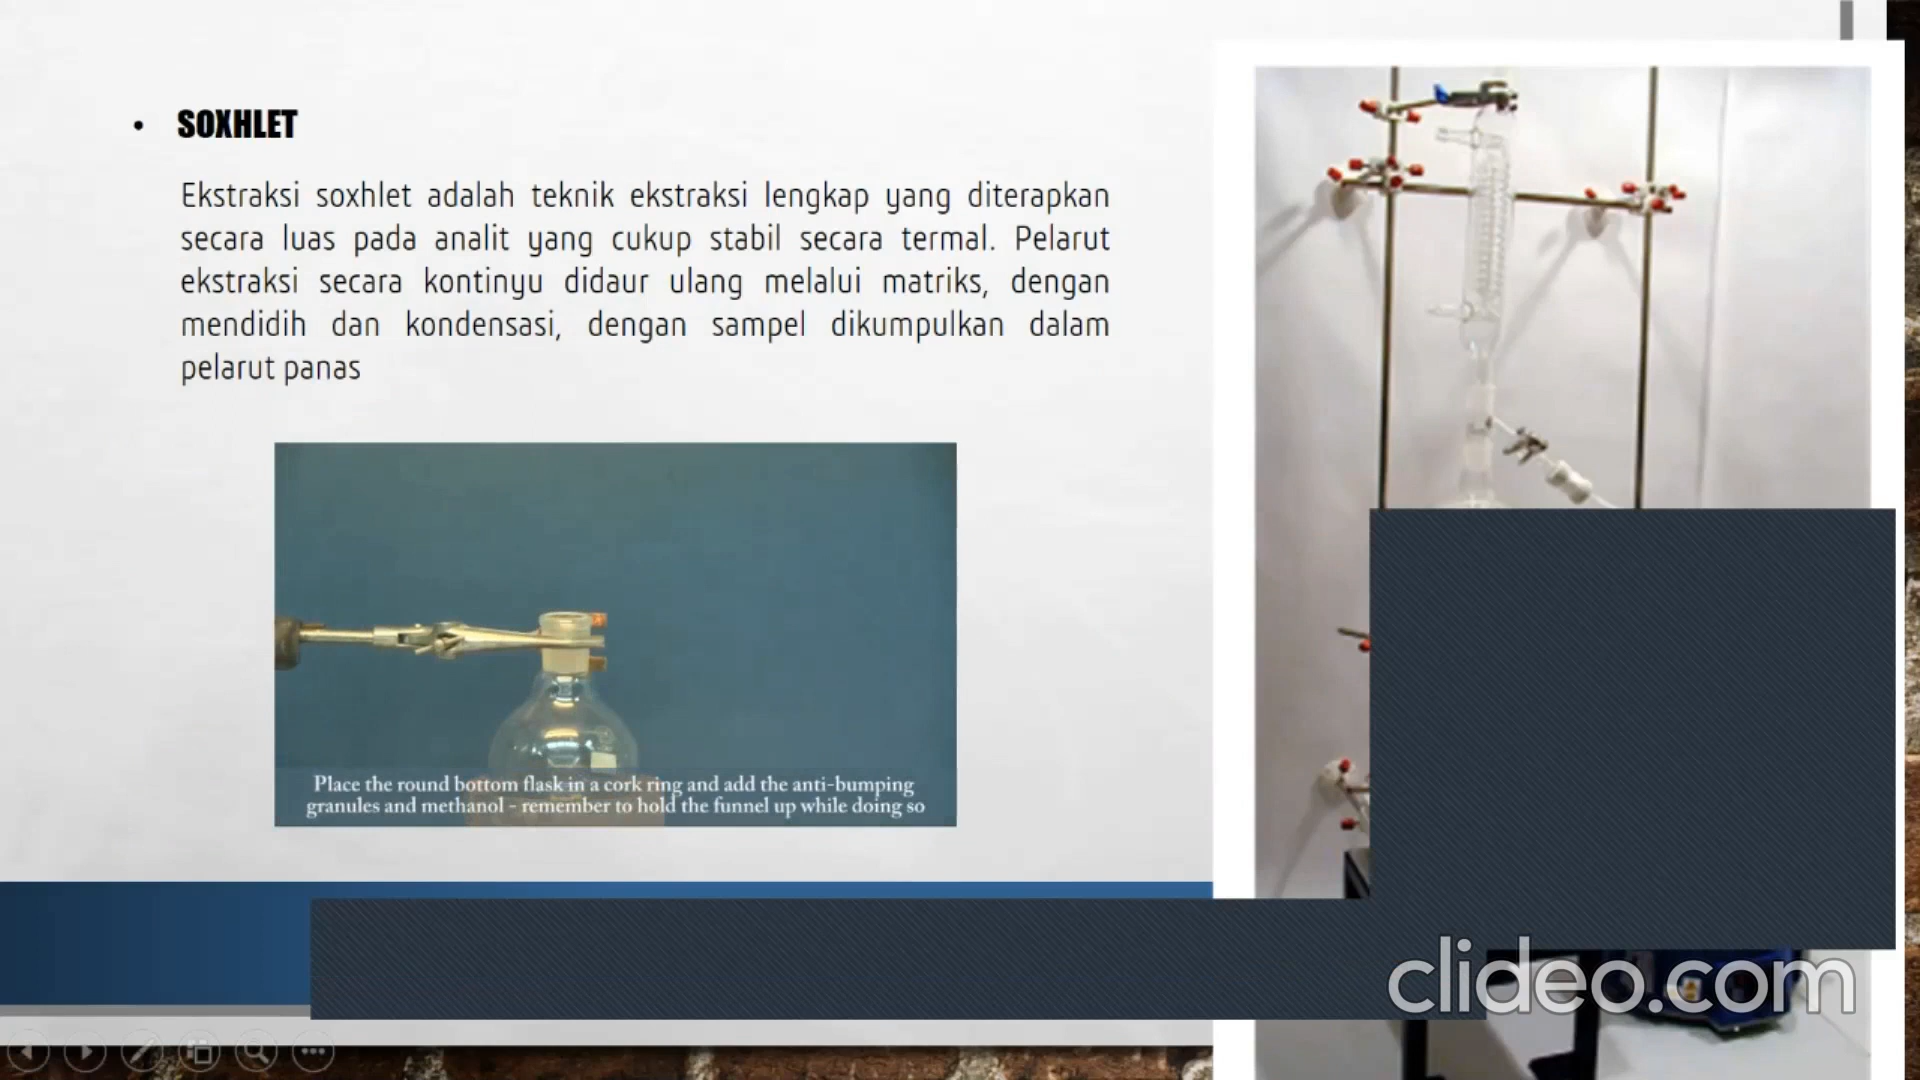 SOXHLET
Ekstraksi soxhlet adalah teknik ekstraksi lengkap yang diterapkan
secara luas pada analit yang cukup stabil secara termal. Pelarut
ekstraksi secara kontinyu didaur ulang melalui matriks, dengan
mendidih dan kondensasi, dengan sampel dikumpulkan dalam
pelarut panas
Place the round bottom flask in a cork ring and add the anti-bumping
granules and methanol - remember to hold the funnel up while doing so
clideo.com